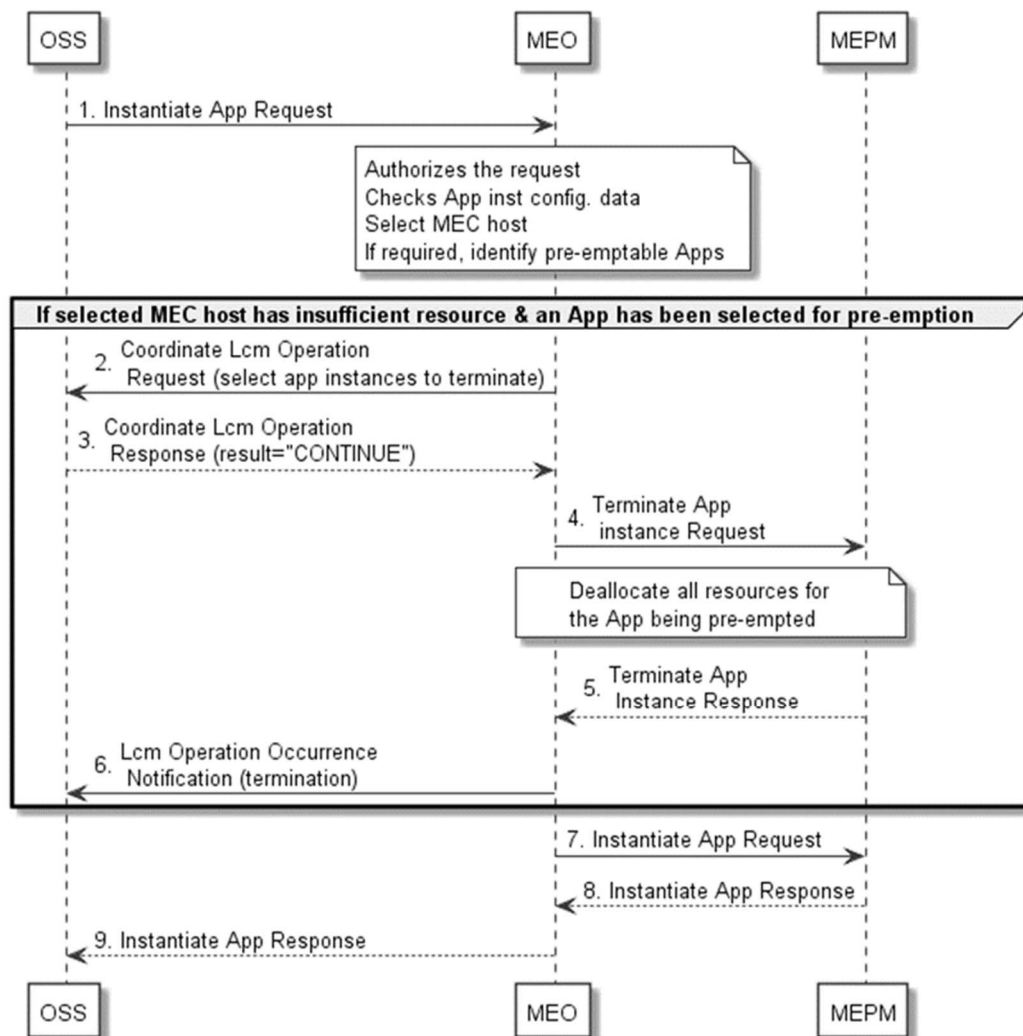 OSS MEO MEPM
1. Instantiate App Request
Authorizes the request
Checks App inst config. data
Select MEC host
If required, identify pre-emptable Apps
If selected MEC host has insufficient resource & an App has been selected for pre-emption
2. Coordinate Lcm Operation
Request (select app instances to terminate)
3. Coordinate Lcm Operation
Response (result="CONTINUE")
4. Terminate App
instance Request
Deallocate all resources for
the App being pre-empted
5. Terminate App
Instance Response
6. Lcm Operation Occurrence
Notification (termination)
7. Instantiate App Request
8. Instantiate App Response
9. Instantiate App Response
OSS MEO MEPM